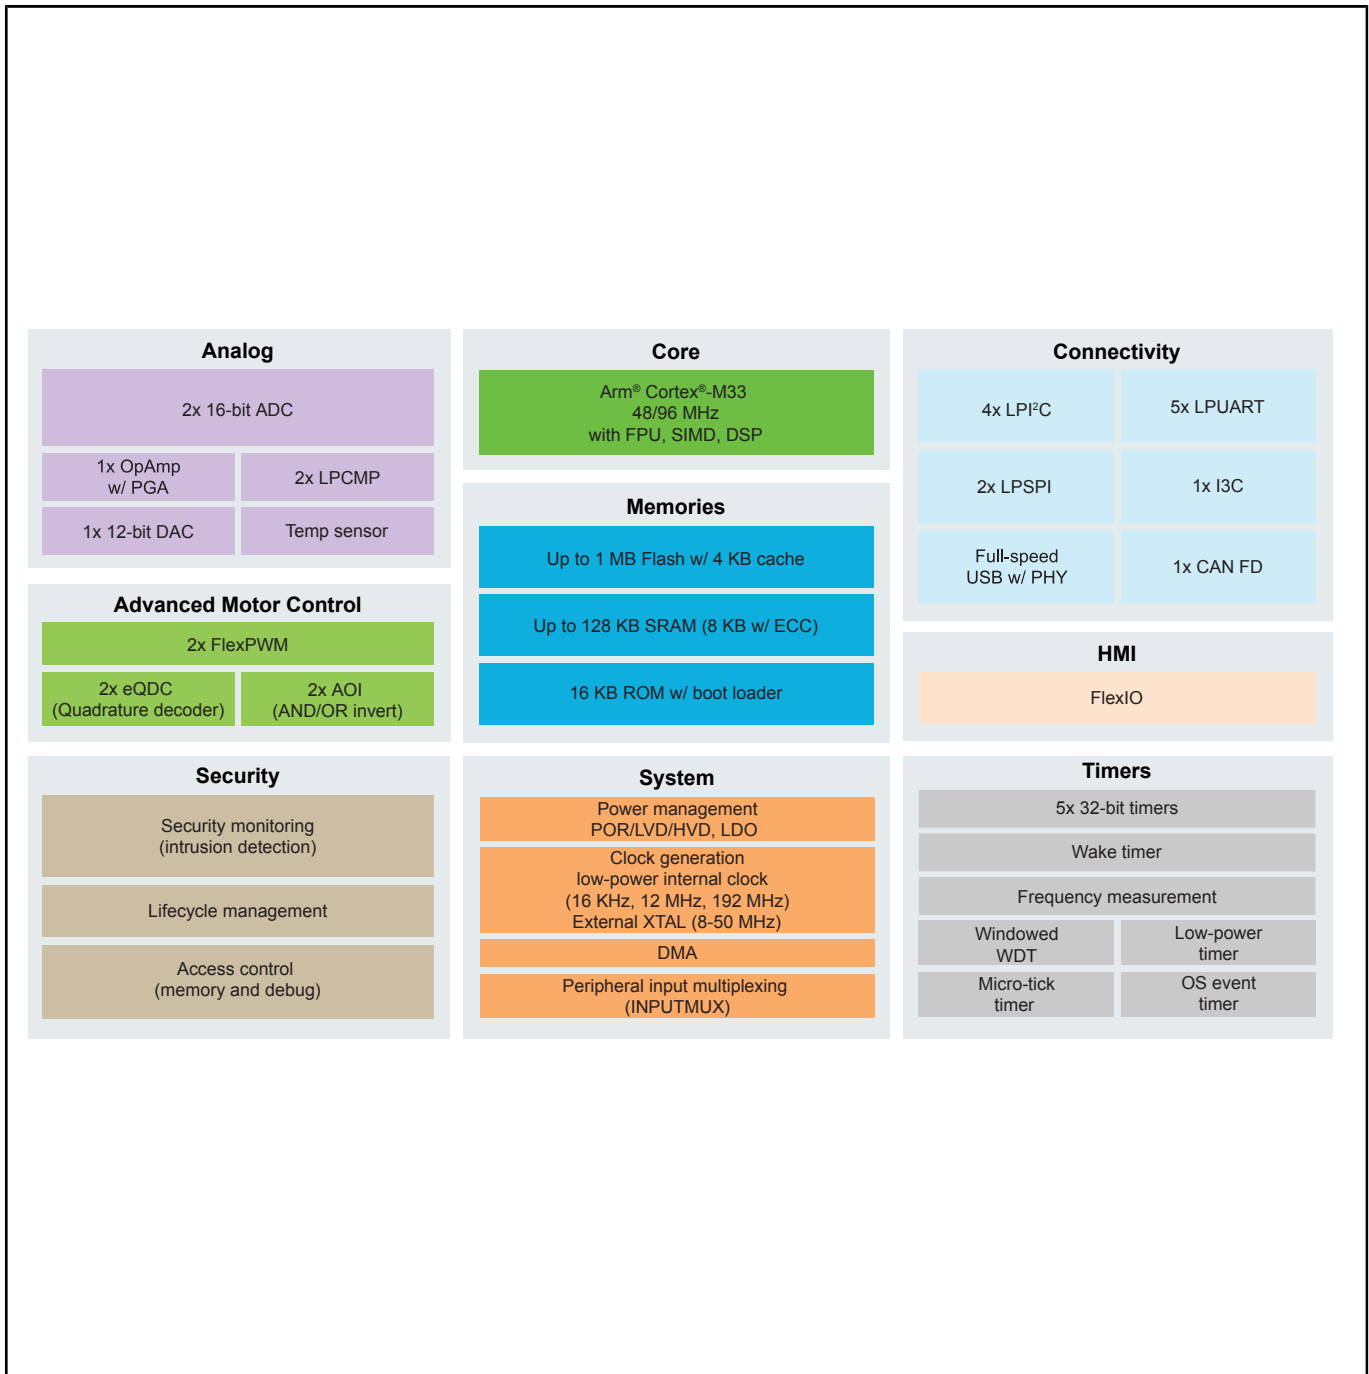 Analog
2x 16-bit ADC
1x OpAmp
w/ PGA
2x LPCMP
1x 12-bit DAC
Temp sensor
Advanced Motor Control
2x FlexPWM
2x eQDC
(Quadrature decoder)
2x AOI
(AND/OR invert)
Security
Security monitoring
(intrusion detection)
Lifecycle management
Access control
(memory and debug)
Core
Arm® Cortex®-M33
48/96 MHz
with FPU, SIMD, DSP
Memories
Up to 1 MB Flash w/ 4 KB cache
Up to 128 KB SRAM (8 KB w/ ECC)
16 KB ROM w/ boot loader
System
Power management
POR/LVD/HVD, LDO
Clock generation
low-power internal clock
(16 KHz, 12 MHz, 192 MHz)
External XTAL (8-50 MHz)
DMA
Peripheral input multiplexing
(INPUTMUX)
Connectivity
4x LPI²C
5x LPUART
2x LPSPI
1x I3C
Full-speed
USB w/ PHY
1x CAN FD
HMI
FlexIO
Timers
5x 32-bit timers
Wake timer
Frequency measurement
Windowed
WDT
Low-power
timer
Micro-tick
timer
OS event
timer